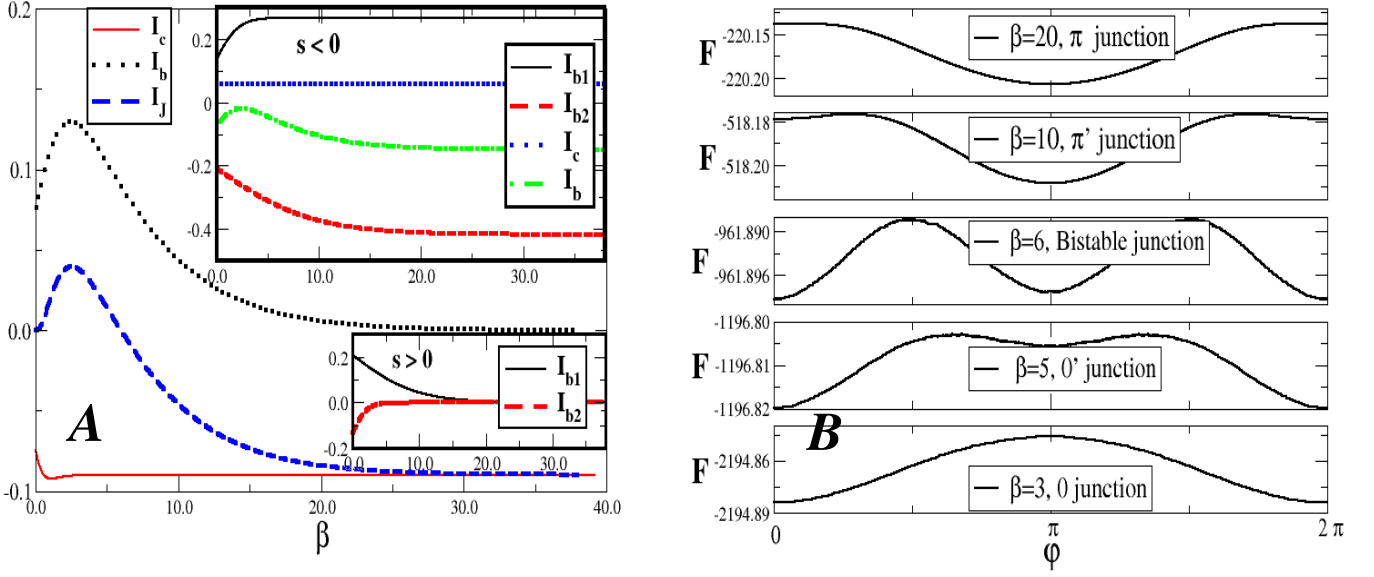 0.2
0.1
0.0
-0.1
0.0
10.0
20.0
30.0
40.0
β
A
I_c
I_b
I_J
s < 0
0.2
0
-0.2
-0.4
0.0
10.0
20.0
30.0
I_b1
I_b2
I_c
I_b
s > 0
0.2
0.0
-0.2
0.0
10.0
20.0
30.0
I_b1
I_b2
F
-220.15
-220.20
β=20, π junction
F
-518.18
-518.20
β=10, π' junction
F
-961.890
-961.896
β=6, Bistable junction
F
-1196.80
-1196.81
-1196.82
β=5, 0' junction
B
F
-2194.86
-2194.89
β=3, 0 junction
0
π
2 π
φ